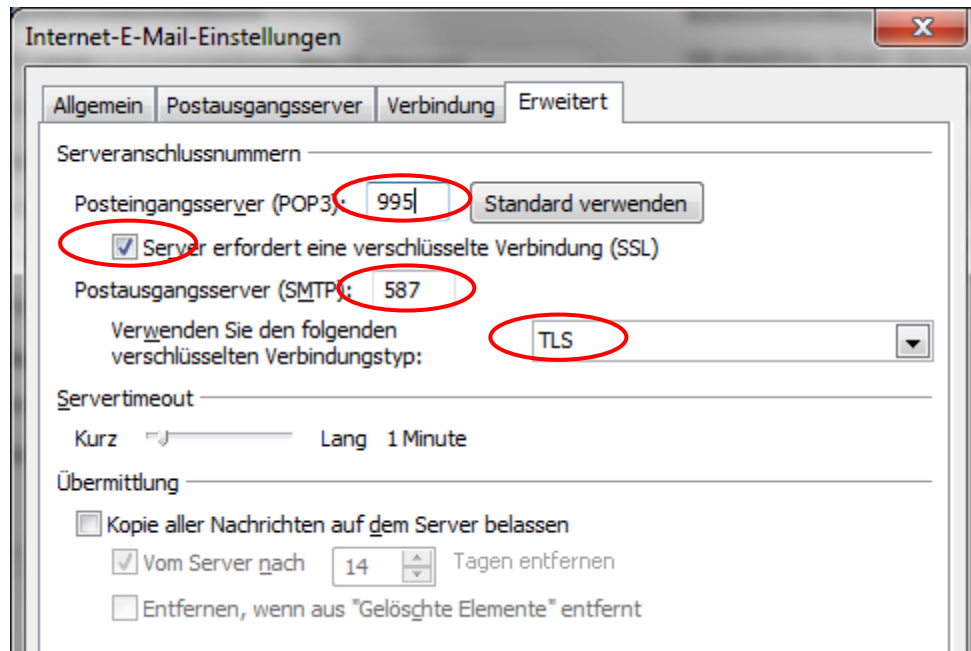 Internet-E-Mail-Einstellungen
Allgemein Postausgangsserver Verbindung Erweitert
Serveranschlussnummern
Posteingangsserver (POP3): 995 Standard verwenden
Server erfordert eine verschlüsselte Verbindung (SSL)
Postausgangsserver (SMTP): 587
Verwenden Sie den folgenden
verschlüsselten Verbindungstyp: TLS
Servertimeout
Kurz Lang 1 Minute
Übermittlung
Kopie aller Nachrichten auf dem Server belassen
Vom Server nach 14 Tagen entfernen
Entfernen, wenn aus "Gelöschte Elemente" entfernt